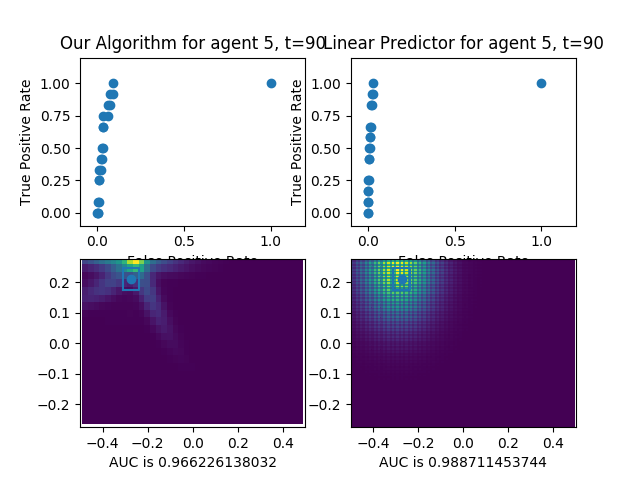 Our Algorithm for agent 5, t=90
Linear Predictor for agent 5, t=90
True Positive Rate
1.00
0.75
0.50
0.25
0.00
0.0 0.5 1.0
False Positive Rate
True Positive Rate
1.00
0.75
0.50
0.25
0.00
0.0 0.5 1.0
False Positive Rate
0.2
0.1
0.0
−0.1
−0.2
−0.4 −0.2 0.0 0.2 0.4
AUC is 0.966226138032
0.2
0.1
0.0
−0.1
−0.2
−0.4 −0.2 0.0 0.2 0.4
AUC is 0.988711453744